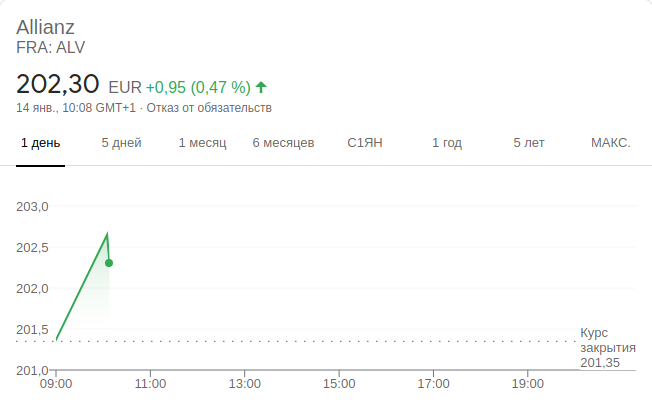 Allianz
FRA: ALV
202,30 EUR +0,95 (0,47 %) ↑
14 янв., 10:08 GMT+1 · Отказ от обязательств
1 день 5 дней 1 месяц 6 месяцев С1ЯН 1 год 5 лет МАКС.
203,0
202,5
202,0
201,5
201,0
Курс
закрытия
201,35
09:00 11:00 13:00 15:00 17:00 19:00